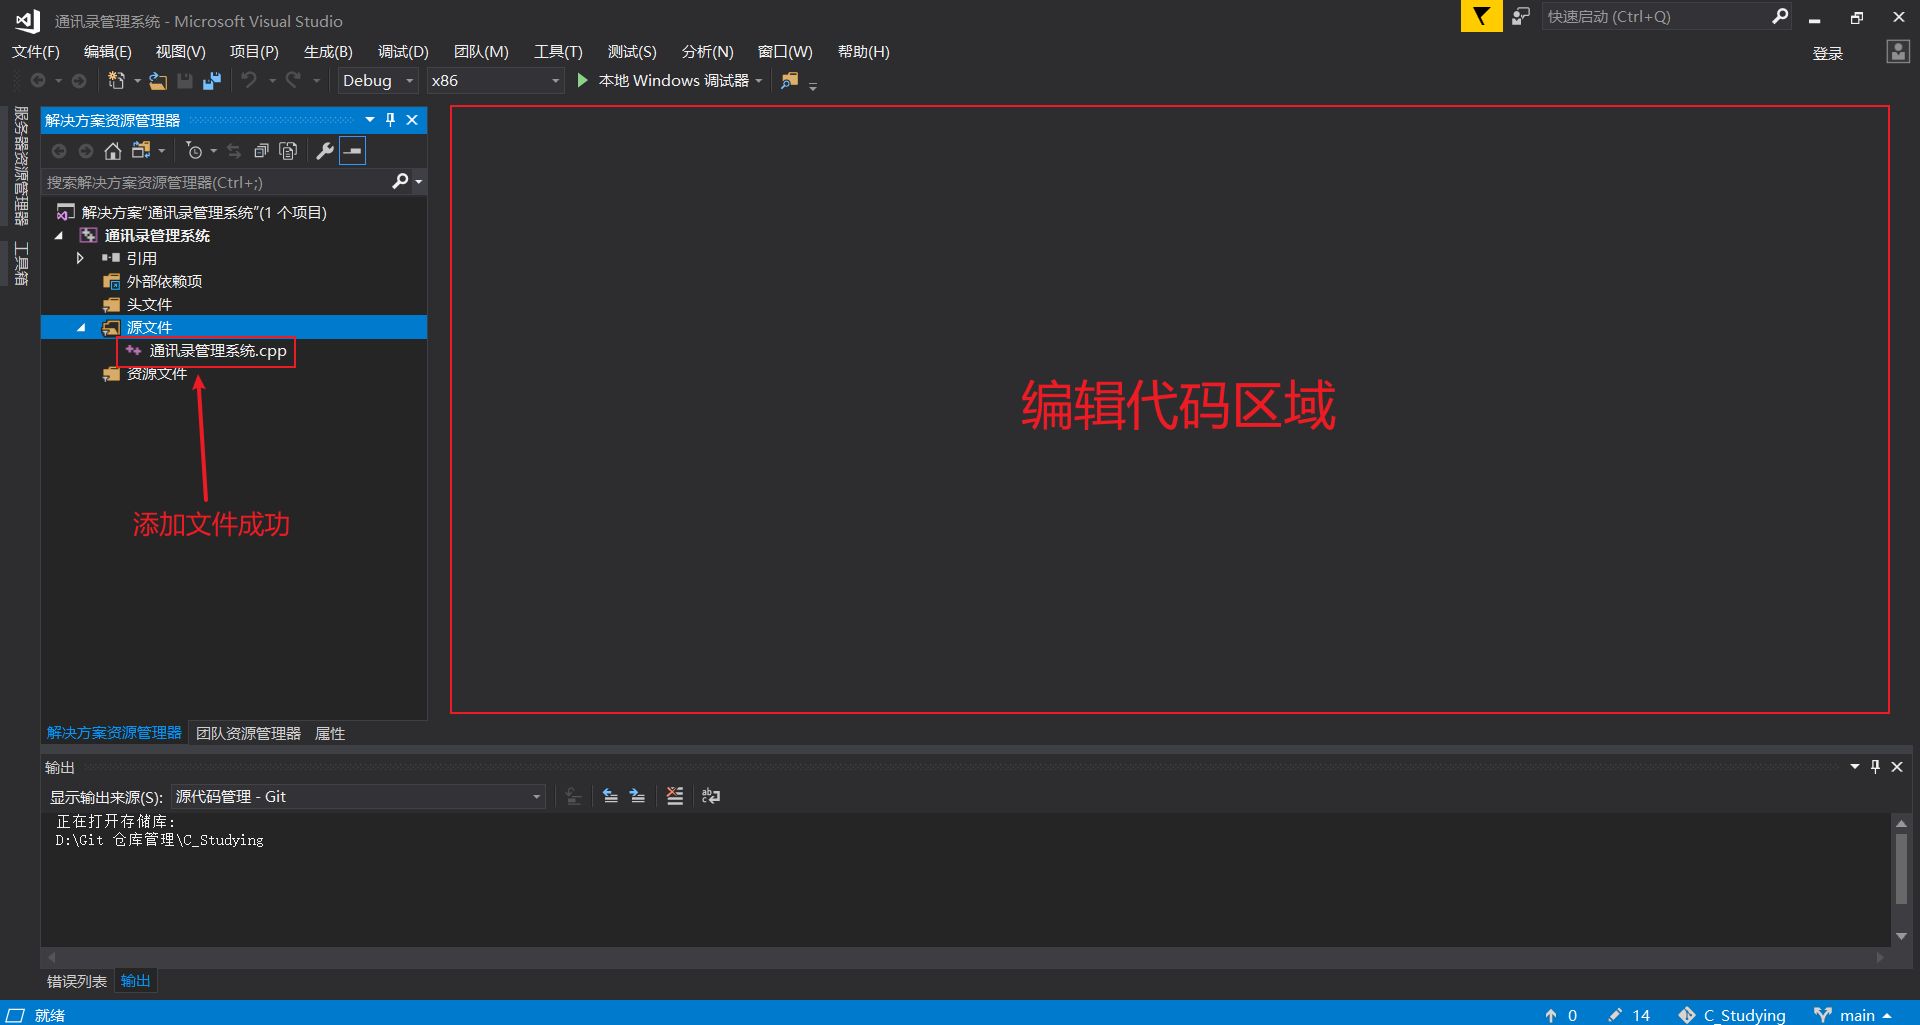 通讯录管理系统 - Microsoft Visual Studio
快速启动 (Ctrl+Q)
文件(F) 编辑(E) 视图(V) 项目(P) 生成(B) 调试(D) 团队(M) 工具(T) 测试(S) 分析(N) 窗口(W) 帮助(H)
登录
Debug x86 本地 Windows 调试器
服务器资源管理器
工具箱
解决方案资源管理器
搜索解决方案资源管理器(Ctrl+;)
解决方案“通讯录管理系统”(1 个项目)
通讯录管理系统
引用
外部依赖项
头文件
源文件
通讯录管理系统.cpp
资源文件
添加文件成功
编辑代码区域
解决方案资源管理器 团队资源管理器 属性
输出
显示输出来源(S): 源代码管理 - Git
正在打开存储库:
D:\Git 仓库管理\C_Studying
错误列表 输出
就绪
0 14 C_Studying main